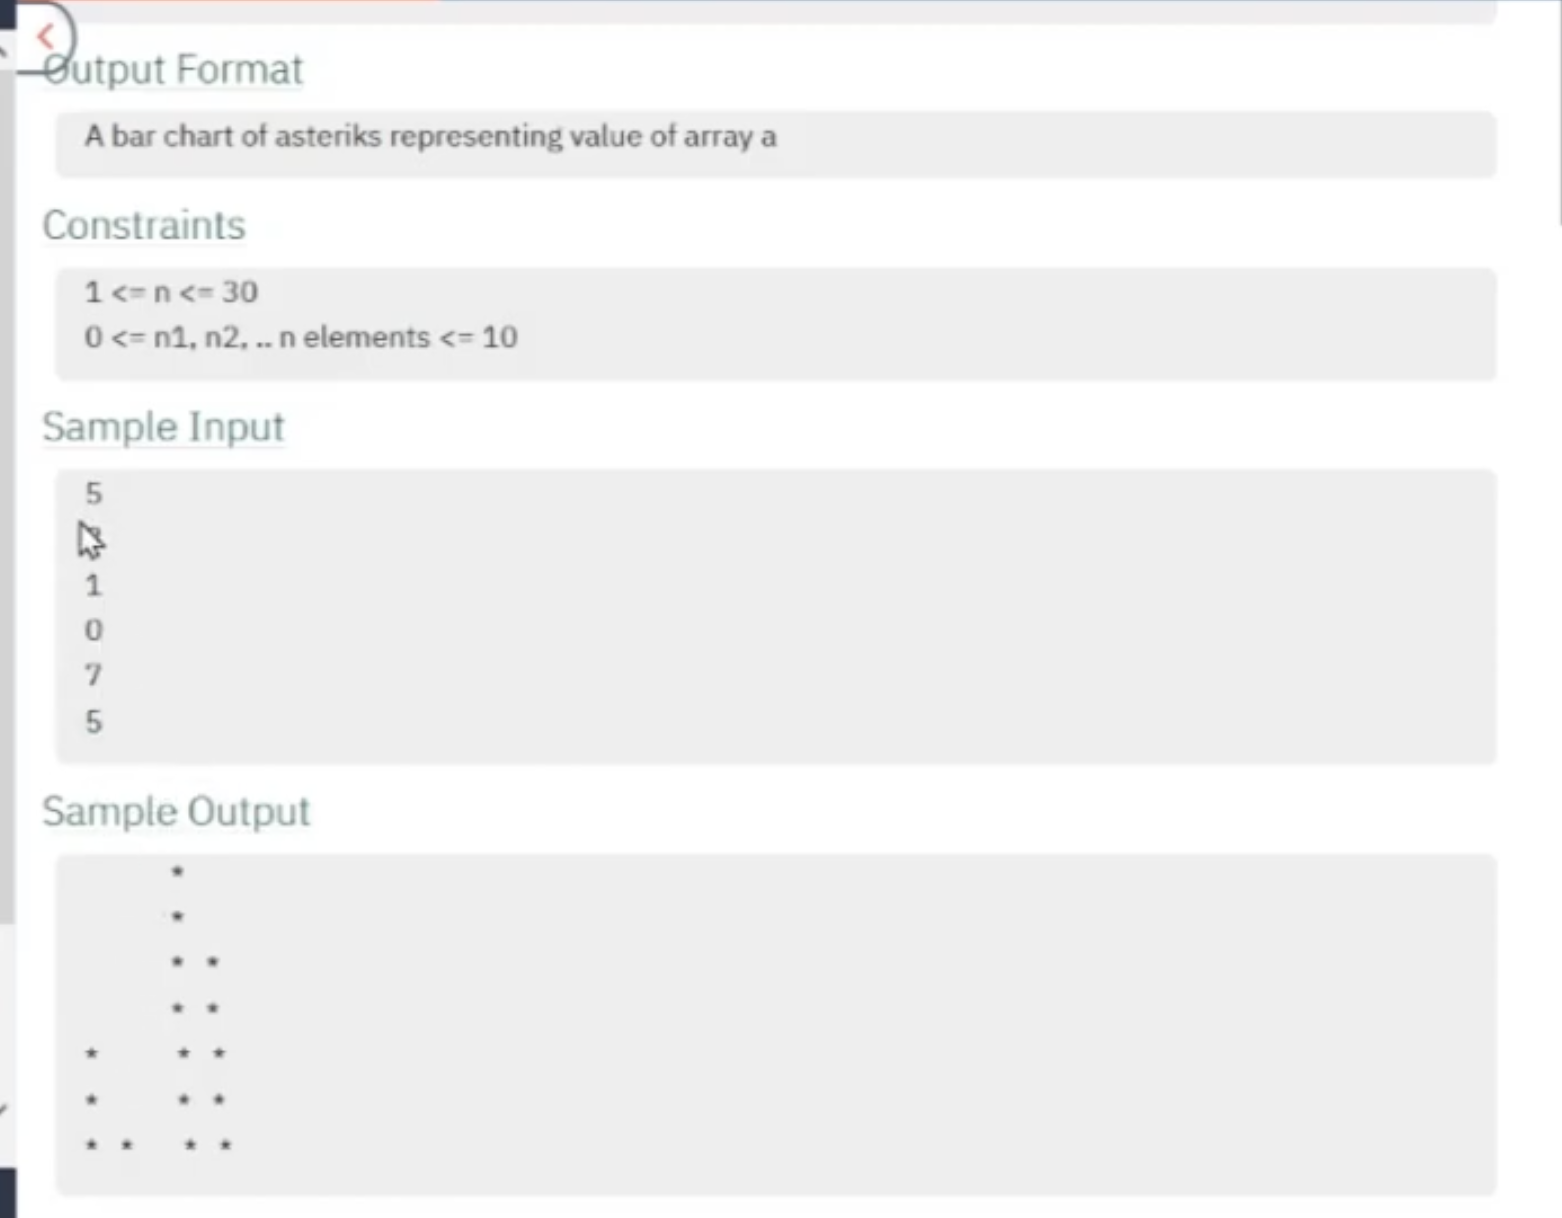 Output Format
A bar chart of asteriks representing value of array a
Constraints
1 <= n <= 30
0 <= n1, n2, .. n elements <= 10
Sample Input
5
1
0
7
5
Sample Output
*
*
* *
* *
*     * *
*     * *
* *   * *